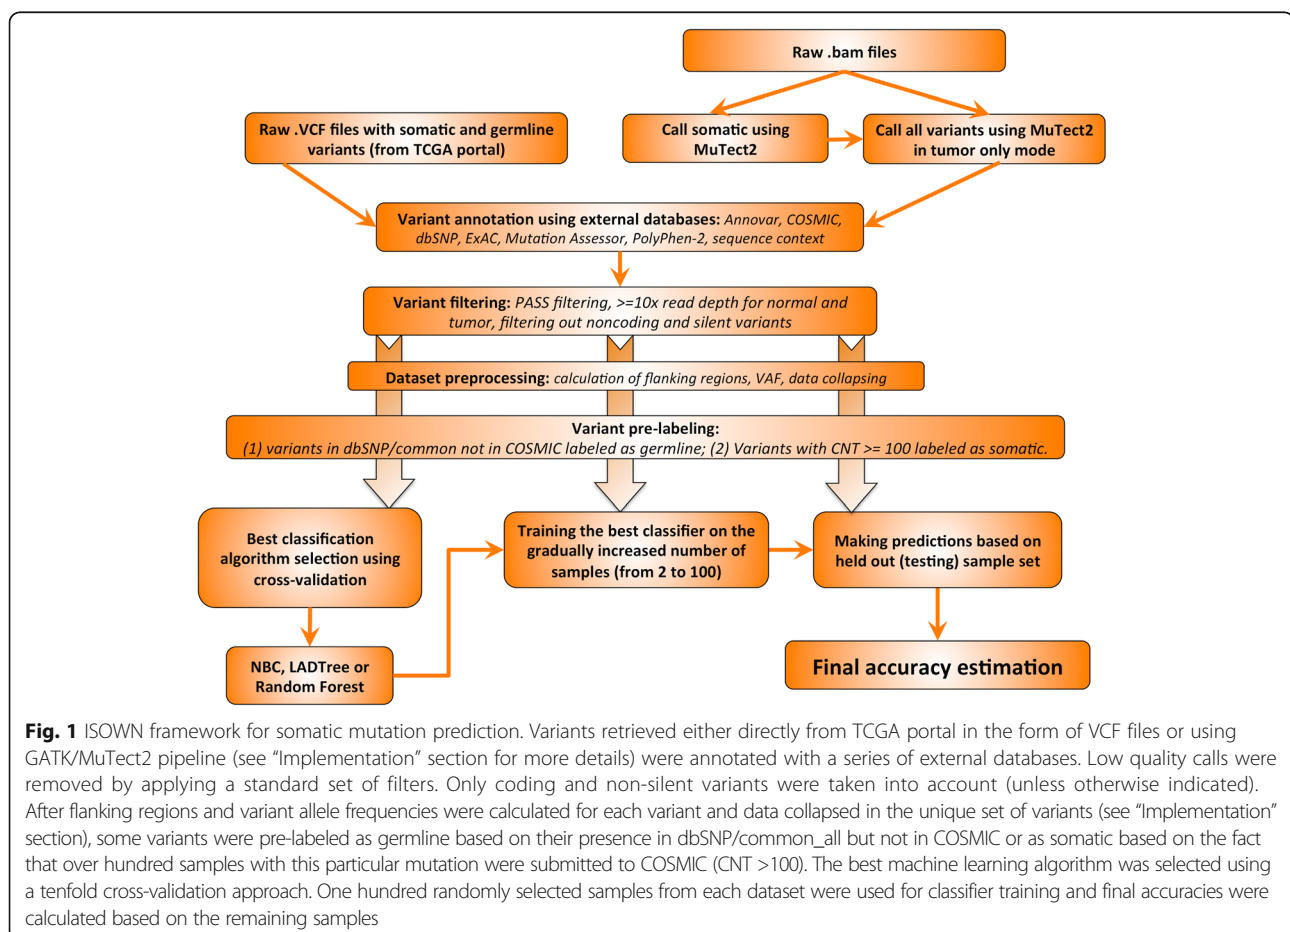 Raw .bam files
Raw .VCF files with somatic and germline
variants (from TCGA portal)
Call somatic using
MuTect2
Call all variants using MuTect2
in tumor only mode
Variant annotation using external databases: Annovar, COSMIC,
dbSNP, ExAC, Mutation Assessor, PolyPhen-2, sequence context
Variant filtering: PASS filtering, >=10x read depth for normal and
tumor, filtering out noncoding and silent variants
Dataset preprocessing: calculation of flanking regions, VAF, data collapsing
Variant pre-labeling:
(1) variants in dbSNP/common not in COSMIC labeled as germline; (2) Variants with CNT >= 100 labeled as somatic.
Best classification
algorithm selection using
cross-validation
Training the best classifier on the
gradually increased number of
samples (from 2 to 100)
Making predictions based on
held out (testing) sample set
NBC, LADTree or
Random Forest
Final accuracy estimation
Fig. 1 ISOWN framework for somatic mutation prediction. Variants retrieved either directly from TCGA portal in the form of VCF files or using
GATK/MuTect2 pipeline (see “Implementation” section for more details) were annotated with a series of external databases. Low quality calls were
removed by applying a standard set of filters. Only coding and non-silent variants were taken into account (unless otherwise indicated).
After flanking regions and variant allele frequencies were calculated for each variant and data collapsed in the unique set of variants (see “Implementation”
section), some variants were pre-labeled as germline based on their presence in dbSNP/common_all but not in COSMIC or as somatic based on the fact
that over hundred samples with this particular mutation were submitted to COSMIC (CNT >100). The best machine learning algorithm was selected using
a tenfold cross-validation approach. One hundred randomly selected samples from each dataset were used for classifier training and final accuracies were
calculated based on the remaining samples